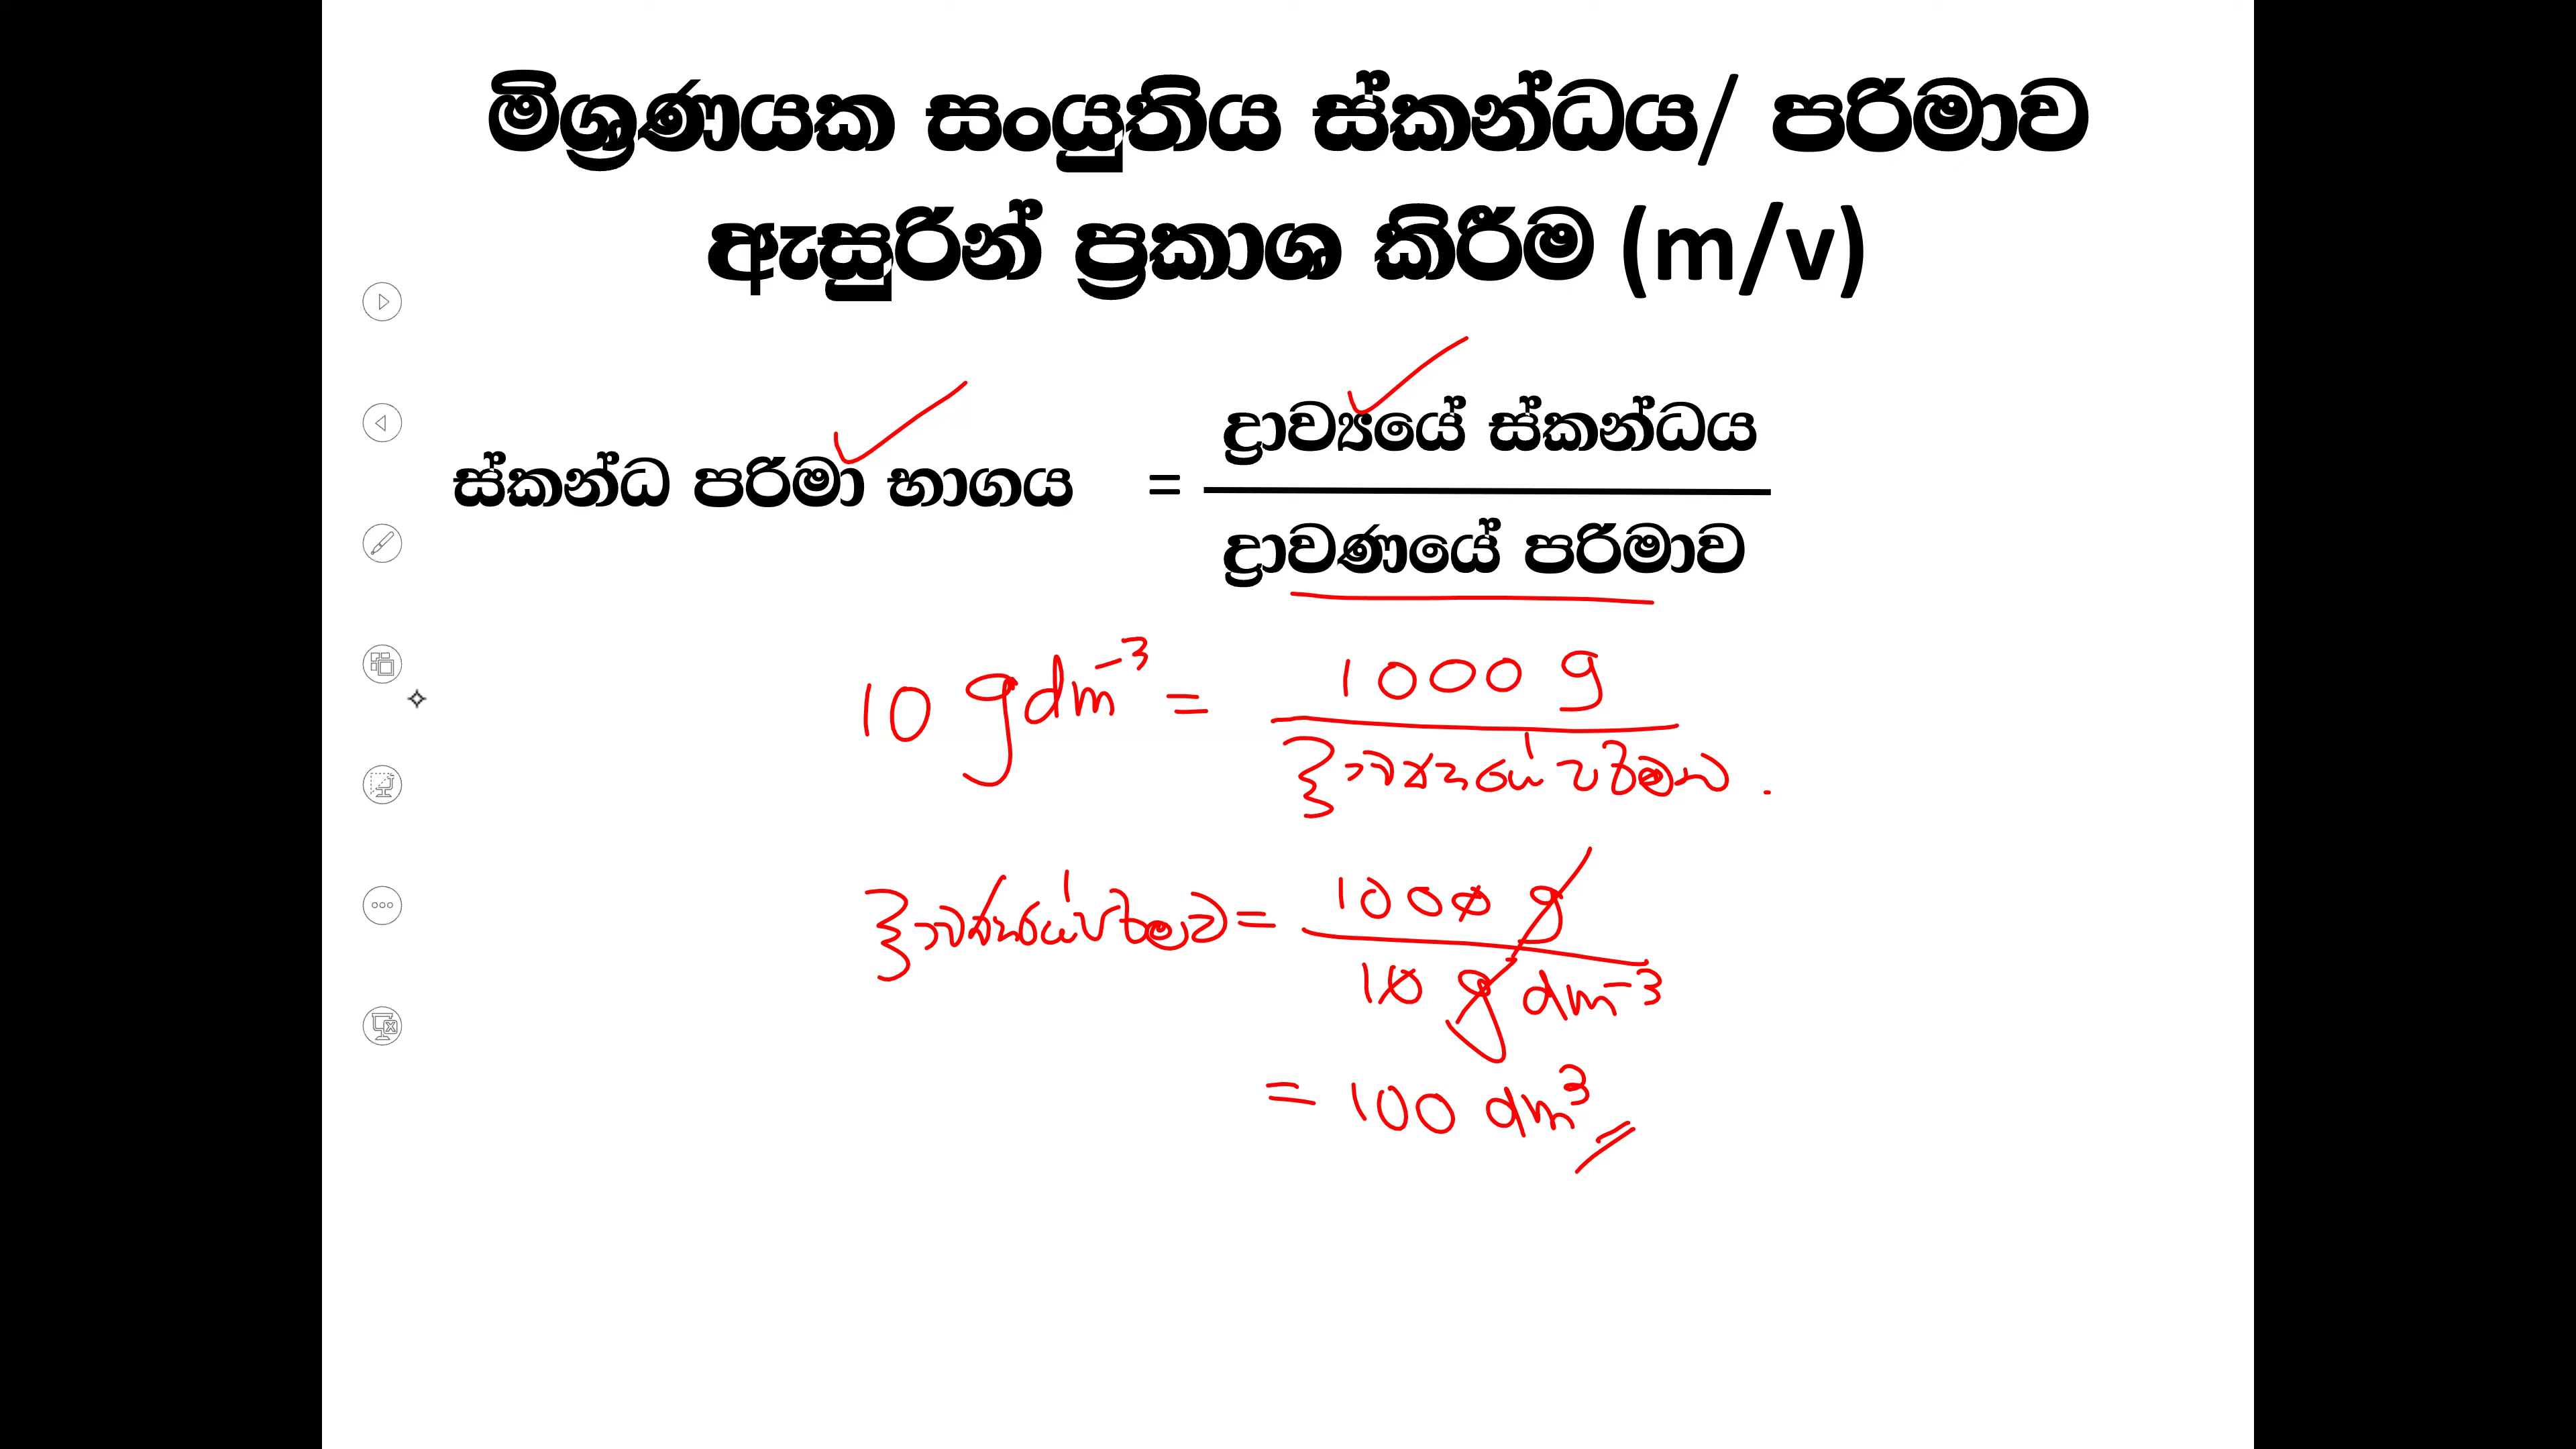 මිශ්‍රණයක සංයුතිය ස්කන්ධය/ පරිමාව
ඇසුරින් ප්‍රකාශ කිරීම (m/v)
ස්කන්ධ පරිමා භාගය = ද්‍රාව්‍යයේ ස්කන්ධය
ද්‍රාවණයේ පරිමාව
10 gdm⁻³ = 1000 g
ද්‍රාවණයේ පරිමාව.
ද්‍රාවණයේ පරිමාව = 1000 g
10 g dm⁻³
= 100 dm³